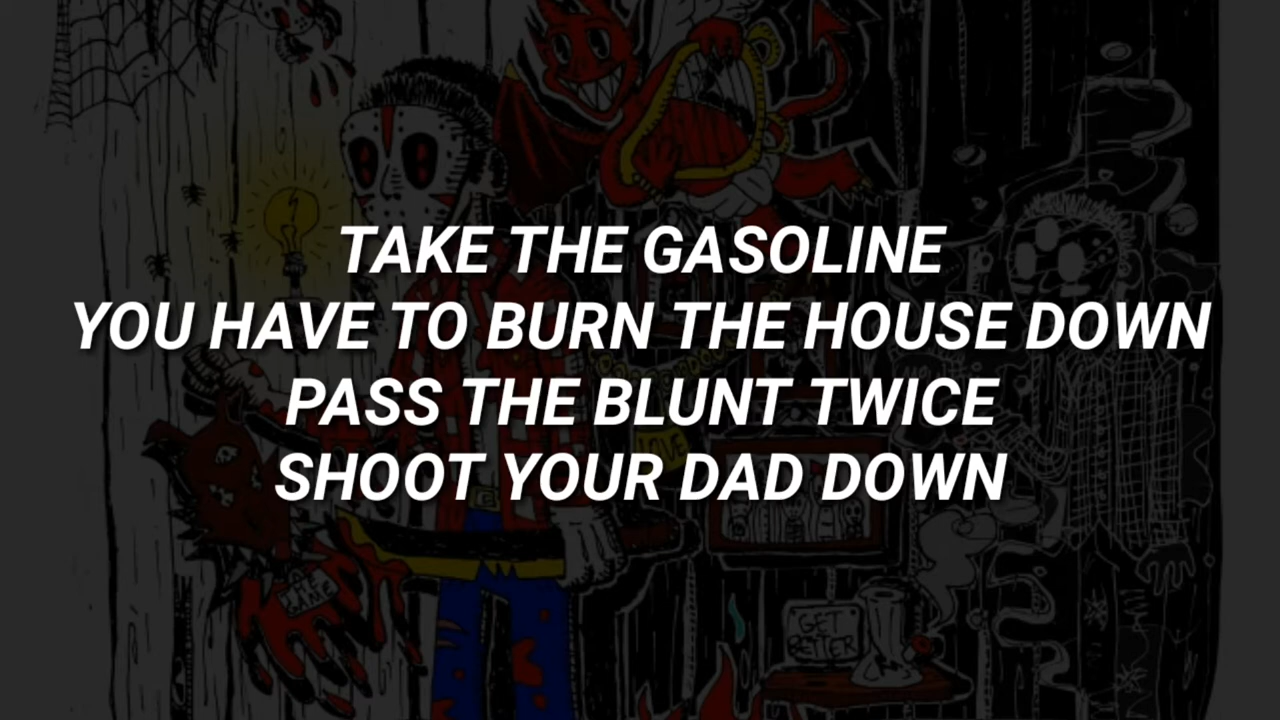 TAKE THE GASOLINE
YOU HAVE TO BURN THE HOUSE DOWN
PASS THE BLUNT TWICE
SHOOT YOUR DAD DOWN
LOVE
GET
BETTER